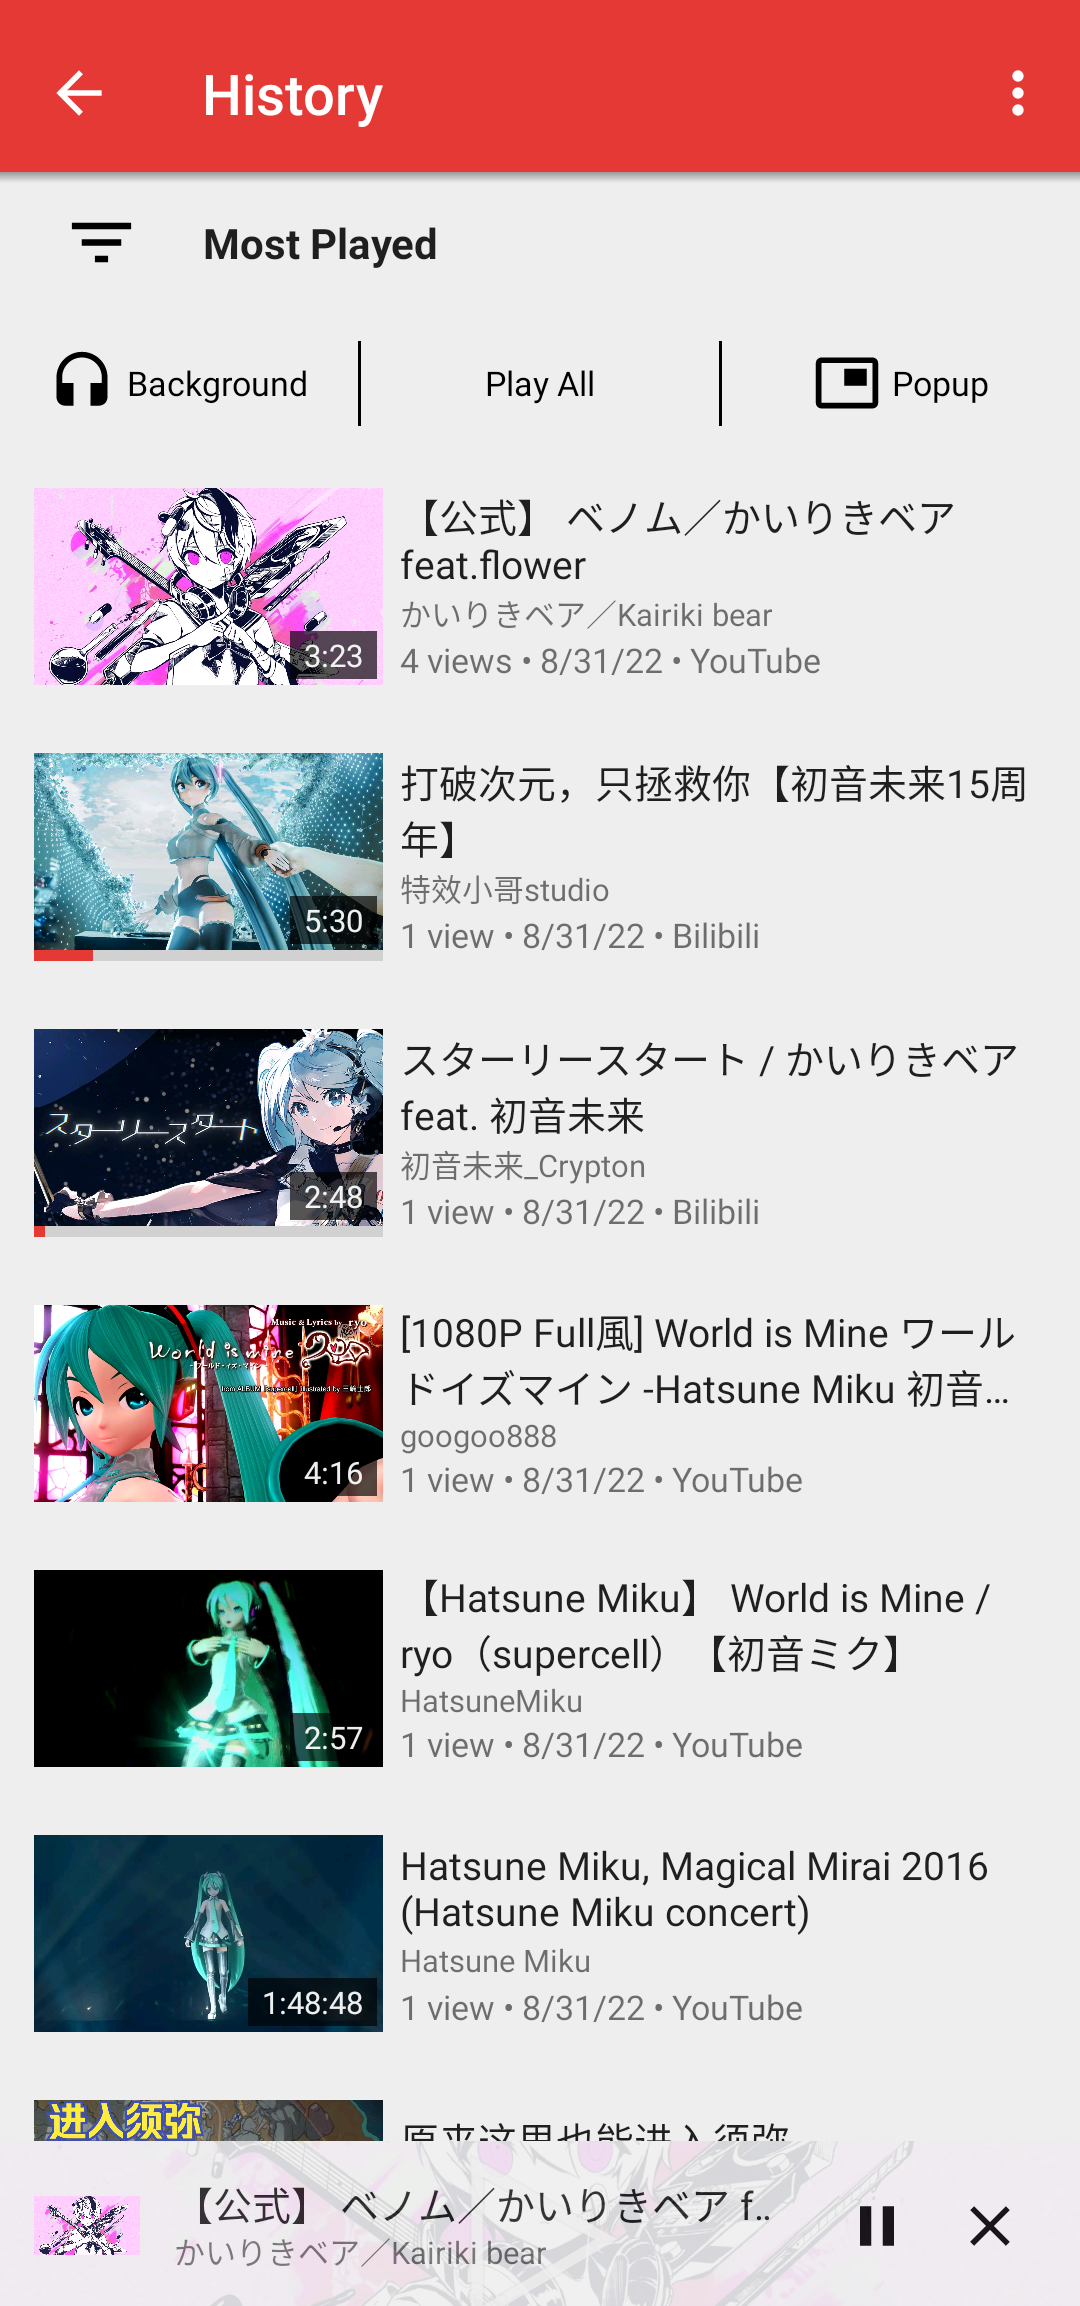 History
Most Played
Background
Play All
Popup
【公式】 ベノム／かいりきベア
feat.flower
かいりきベア／Kairiki bear
4 views • 8/31/22 • YouTube
3:23
打破次元，只拯救你【初音未来15周
年】
特效小哥studio
1 view • 8/31/22 • Bilibili
5:30
スターリースタート / かいりきベア
feat. 初音未来
初音未来_Crypton
1 view • 8/31/22 • Bilibili
スターリースタート
2:48
[1080P Full風] World is Mine ワール
ドイズマイン -Hatsune Miku 初音…
googoo888
1 view • 8/31/22 • YouTube
Music & Lyrics by ryo
World is mine
4:16
【Hatsune Miku】 World is Mine /
ryo（supercell） 【初音ミク】
HatsuneMiku
1 view • 8/31/22 • YouTube
2:57
Hatsune Miku, Magical Mirai 2016
(Hatsune Miku concert)
Hatsune Miku
1 view • 8/31/22 • YouTube
1:48:48
进入须弥
原来这里也能进入须弥
【公式】 ベノム／かいりきベア f..
かいりきベア／Kairiki bear